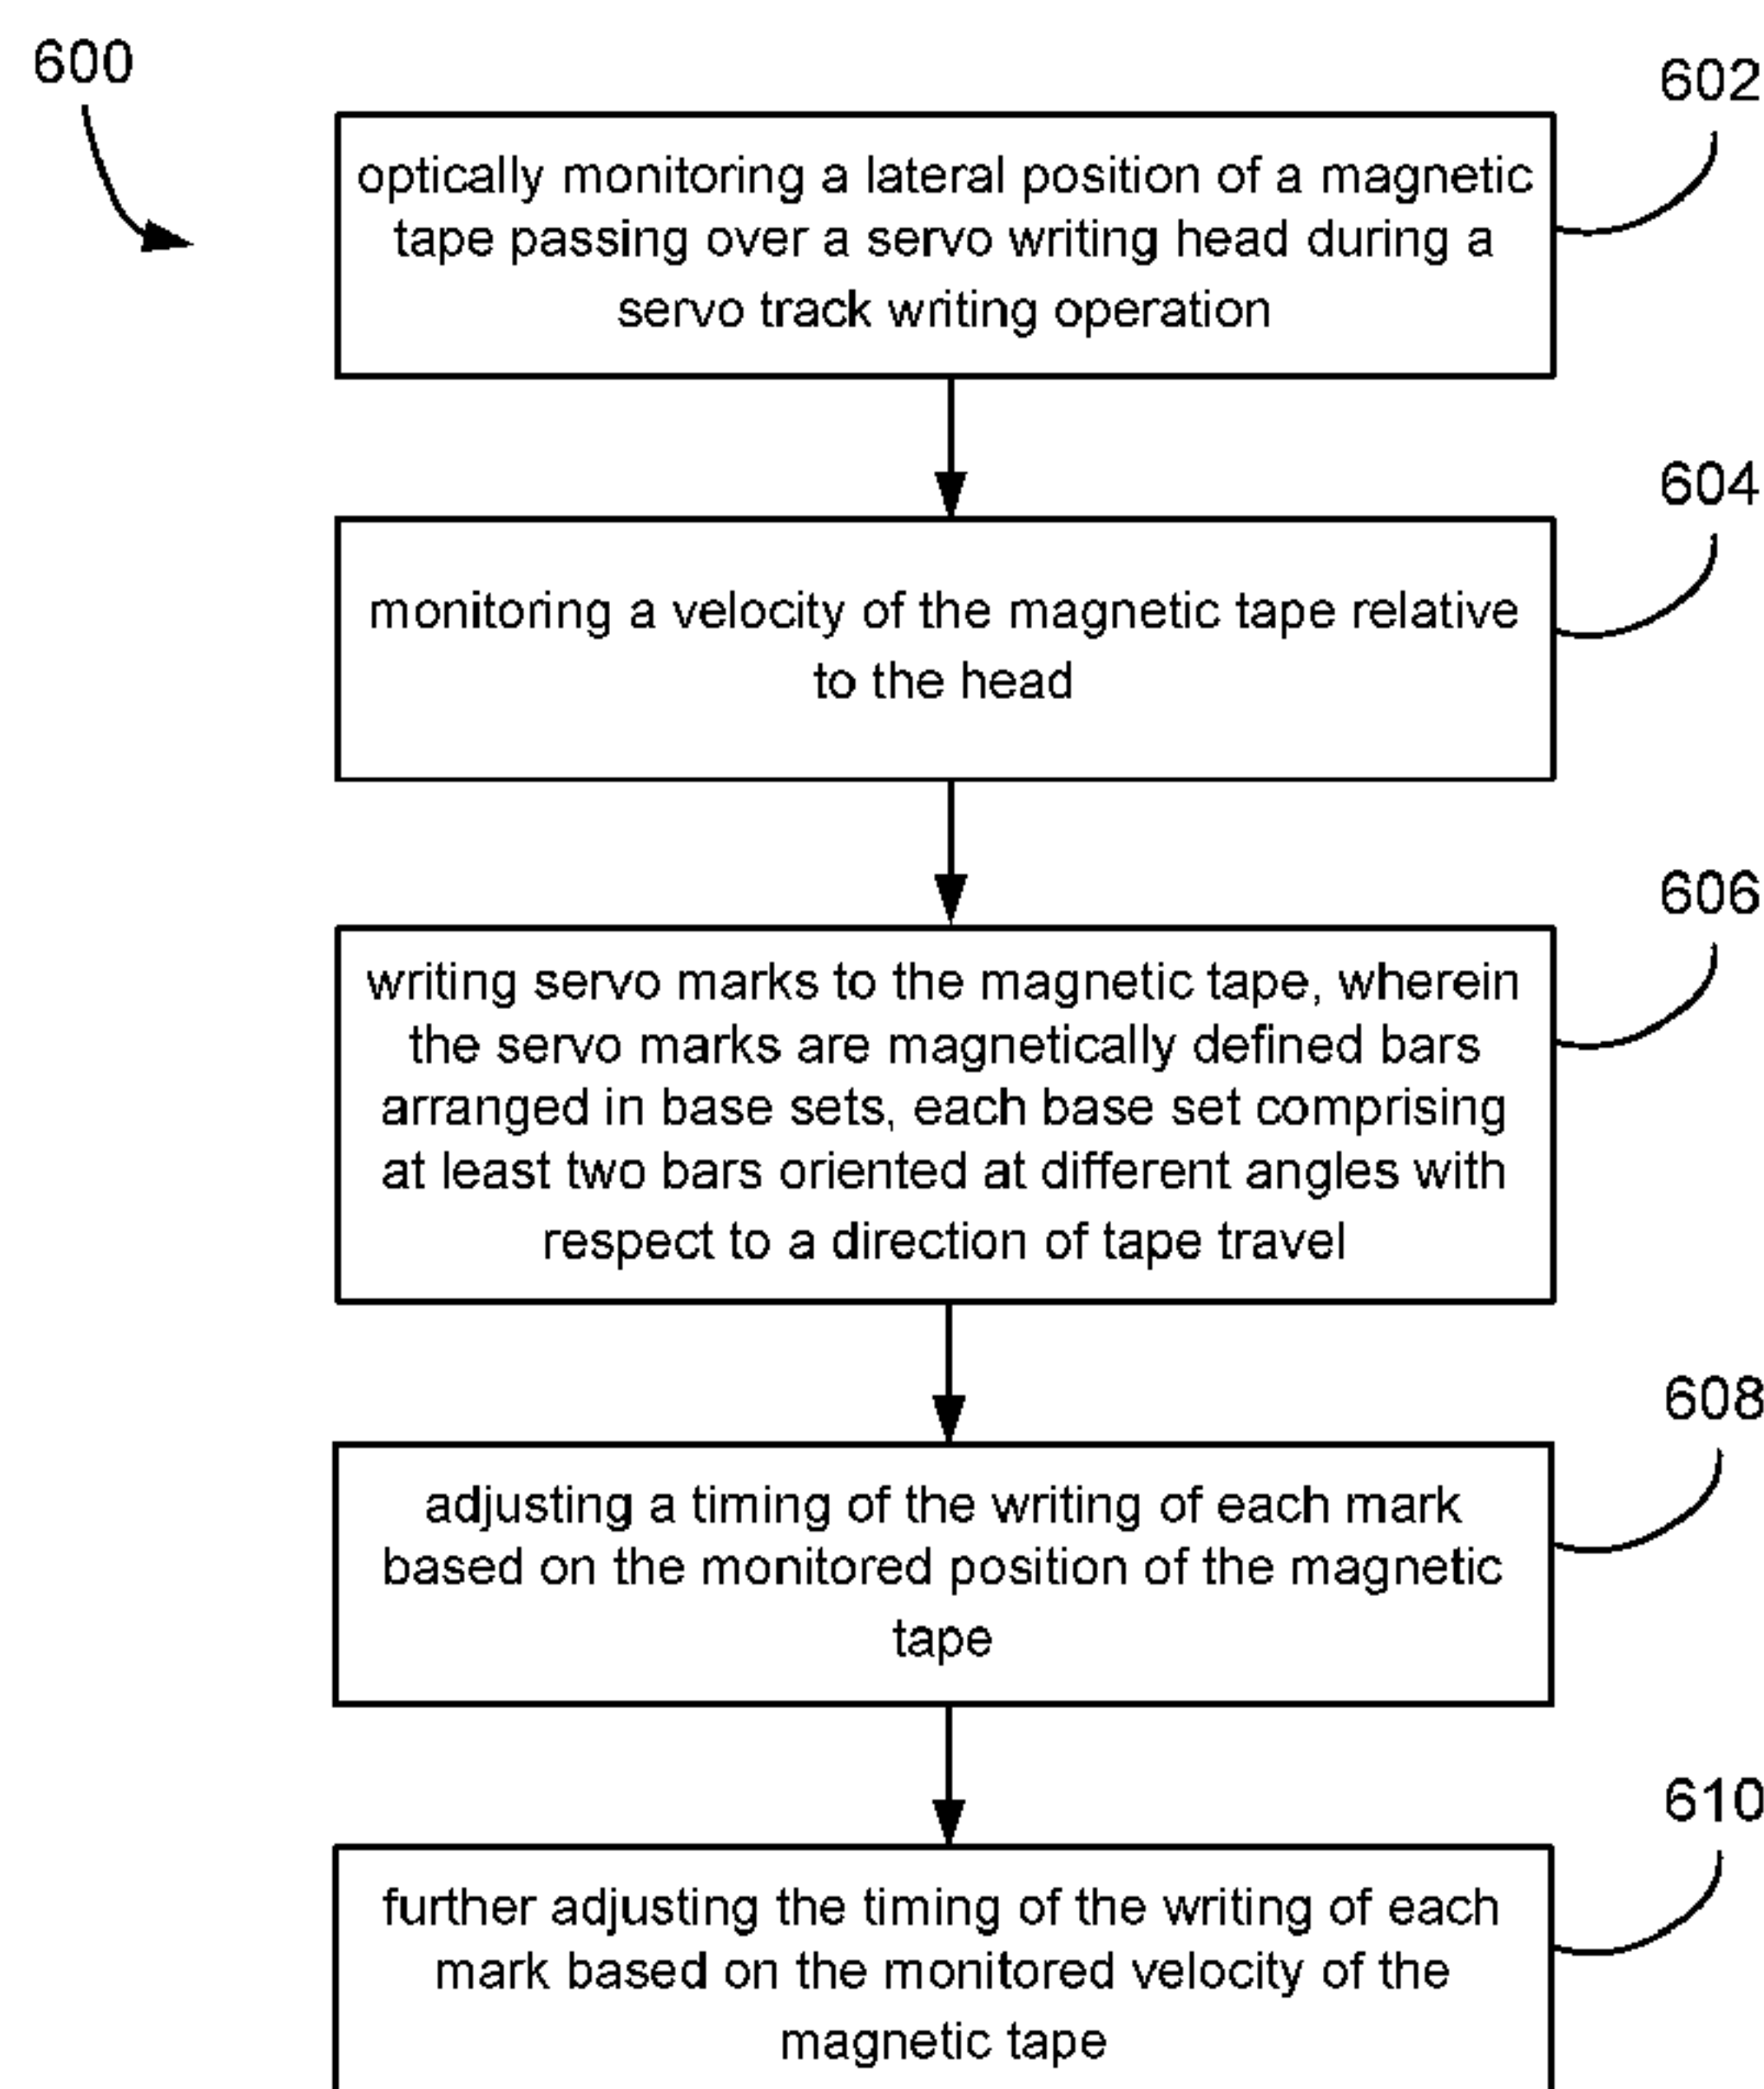 600
602
optically monitoring a lateral position of a magnetic
tape passing over a servo writing head during a
servo track writing operation
604
monitoring a velocity of the magnetic tape relative
to the head
606
writing servo marks to the magnetic tape, wherein
the servo marks are magnetically defined bars
arranged in base sets, each base set comprising
at least two bars oriented at different angles with
respect to a direction of tape travel
608
adjusting a timing of the writing of each mark
based on the monitored position of the magnetic
tape
610
further adjusting the timing of the writing of each
mark based on the monitored velocity of the
magnetic tape